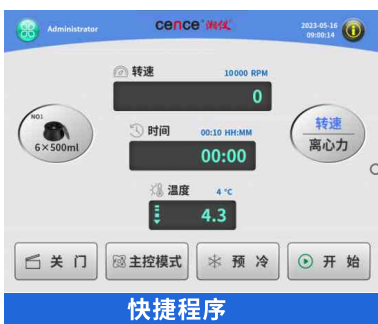 Administrator
cence 湘仪
2023-05-16
09:00:14
转速
10000 RPM
0
NO.1
6×500ml
时间
00:10 HH:MM
00:00
转速
离心力
温度
4 ℃
4.3
关 门
主控模式
预 冷
开 始
快捷程序